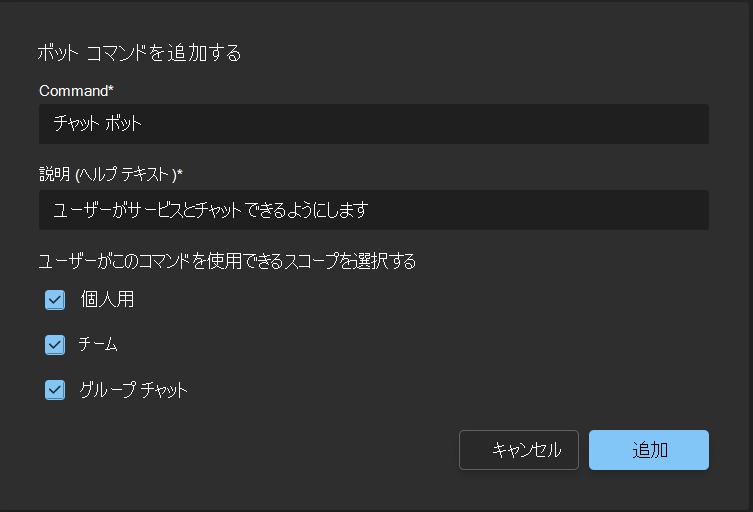 ボット コマンドを追加する
Command*
チャット ボット
説明 (ヘルプ テキスト)*
ユーザーがサービスとチャットできるようにします
ユーザーがこのコマンドを使用できるスコープを選択する
個人用
チーム
グループ チャット
キャンセル
追加